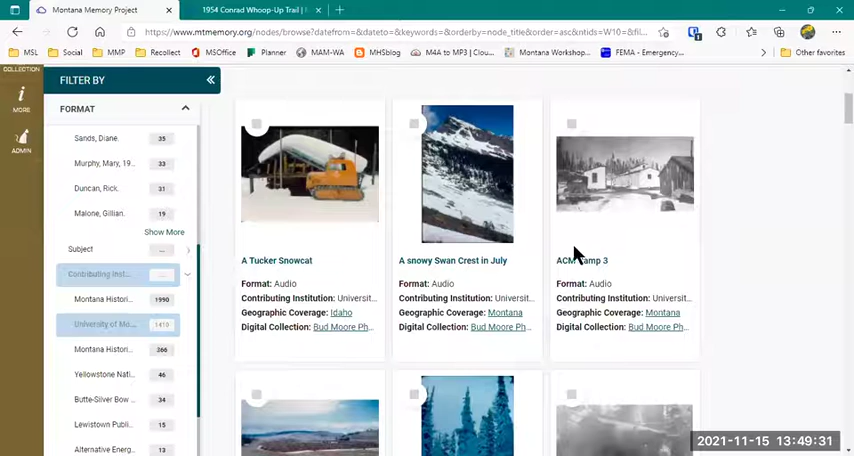 Montana Memory Project
1954 Conrad Whoop-Up Trail |
https://www.mtmemory.org/nodes/browse?datefrom=&dateto=&keywords=&orderby=node_title&order=asc&ntids=W10=&fil...
MSL
Source
MMP
Recollect
MSOffice
Planner
MAM-WA
MHSblog
M4A to MP3 | Clou...
Montana Workshop...
FEMA - Emergency...
Other favorites
COLLECTION
MORE
ADMIN
FILTER BY
FORMAT
Sands, Diane. 35
Murphy, Mary, 19... 33
Duncan, Rick. 31
Malone, Gillian. 19
Show More
Subject ...
Contributing Inst... ...
Montana Histori... 1990
University of Mo... 1410
Montana Histori... 266
Yellowstone Nati... 46
Butte-Silver Bow ... 34
Lewistown Publi... 15
Alternative Energ... 13
A Tucker Snowcat
Format: Audio
Contributing Institution: Universit...
Geographic Coverage: Idaho
Digital Collection: Bud Moore Ph...
A snowy Swan Crest in July
Format: Audio
Contributing Institution: Universit...
Geographic Coverage: Montana
Digital Collection: Bud Moore Ph...
ACM Camp 3
Format: Audio
Contributing Institution: Universit...
Geographic Coverage: Montana
Digital Collection: Bud Moore Ph...
2021-11-15 13:49:31